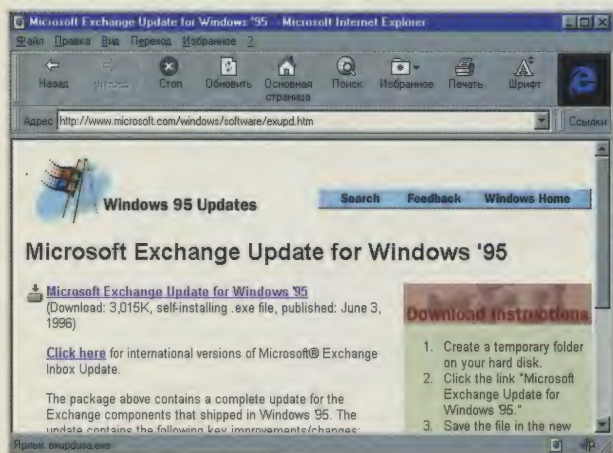 Microsoft Exchange Update for Windows '95 - Microsoft Internet Explorer
Файл Правка Вид Переход Избранное ?
Назад Стоп Обновить Основная страница Поиск Избранное Печать Шрифт
Адрес http://www.microsoft.com/windows/software/exupd.htm Ссылки
Windows 95 Updates
Search Feedback Windows Home
Microsoft Exchange Update for Windows '95
Microsoft Exchange Update for Windows '95
(Download: 3,015K, self-installing .exe file, published: June 3,
1996)
Click here for international versions of Microsoft® Exchange
Inbox Update.
The package above contains a complete update for the
Exchange components that shipped in Windows '95. The
update contains the following key improvements/changes:
Download Instructions
1. Create a temporary folder
on your hard disk.
2. Click the link "Microsoft
Exchange Update for
Windows '95."
3. Save the file in the new
Ярлык exupdusa.exe